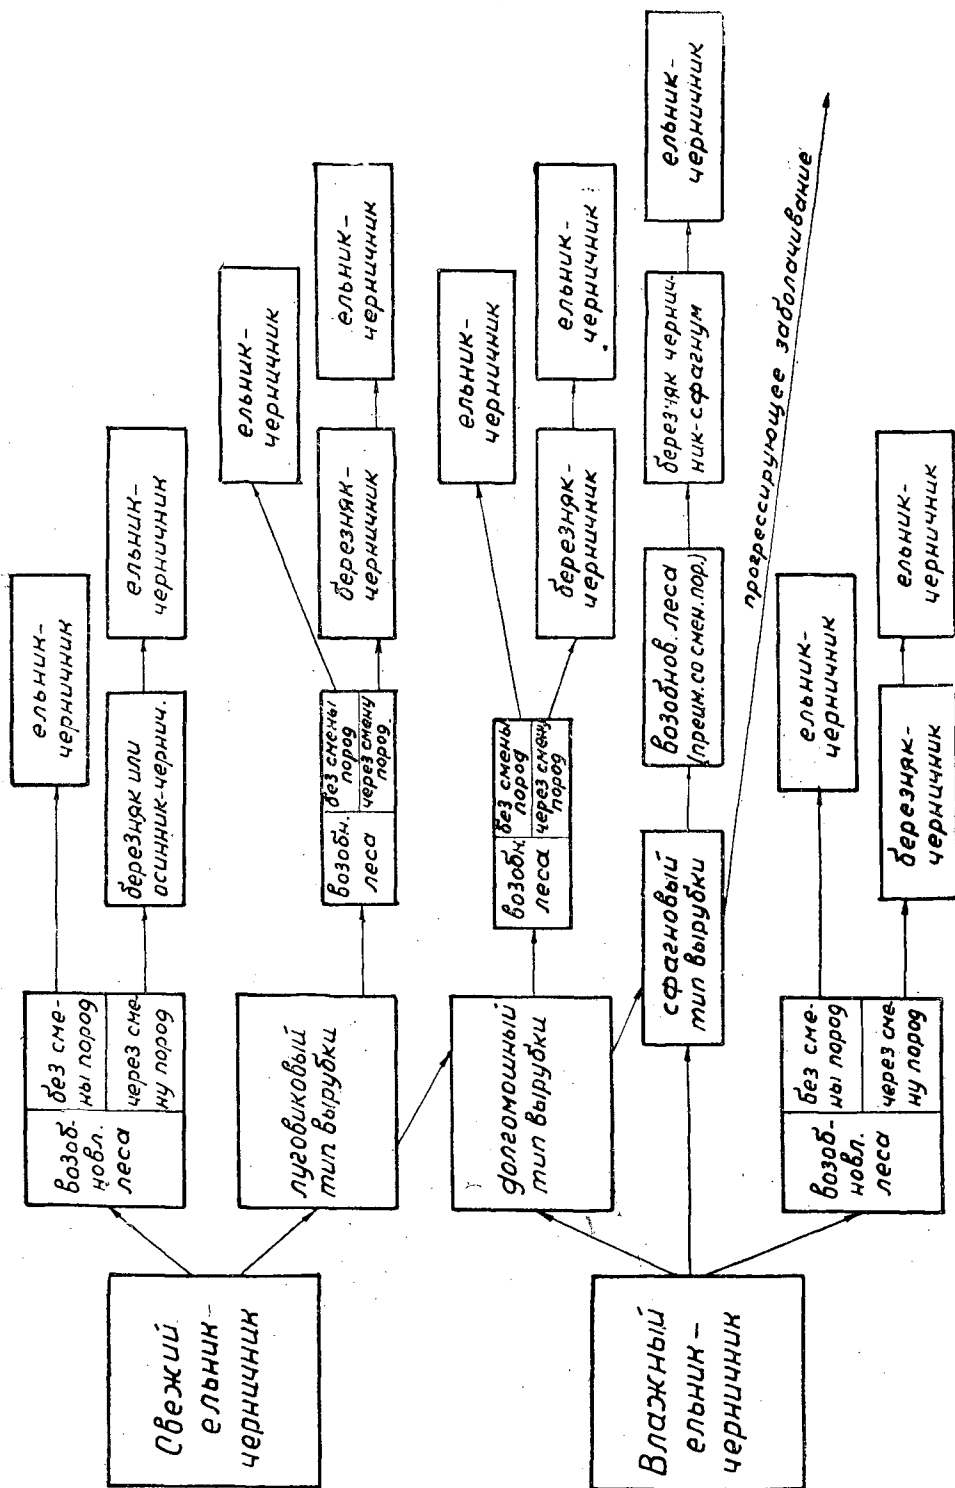 Свежий
ельник-
черничник
возоб-
новл.
леса
без сме-
ны пород
через сме-
ну пород
ельник-
черничник
березняк или
осинник-чернич.
ельник-
черничник
луговиковый
тип вырубки
возобн.
леса
без смены
пород
через смену
пород.
ельник-
черничник
березняк-
черничник
ельник-
черничник
Влажный
ельник-
черничник
долгомошный
тип вырубки
возобн.
леса
без смены
пород
через смену
пород
ельник-
черничник
березняк-
черничник
ельник-
черничник
сфагновый
тип вырубки
возобнов. леса
(преим. со смен. пор.)
березняк чернич-
ник-сфагнум
ельник-
черничник
прогрессирующее заболачивание
возоб-
новл.
леса
без сме-
ны пород
через сме-
ну пород
ельник-
черничник
березняк-
черничник
ельник-
черничник